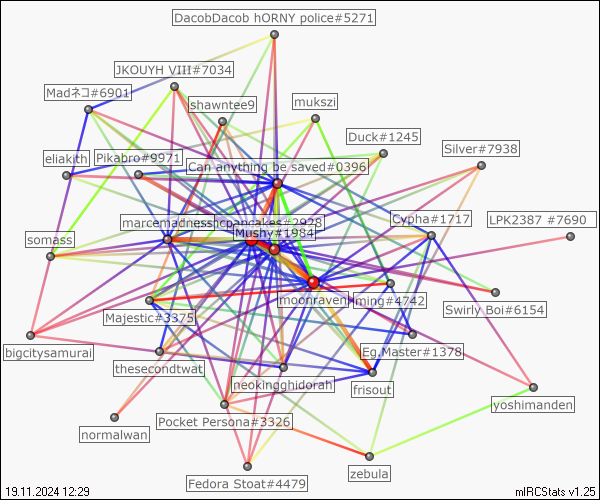 DacobDacob hORNY police#5271
JKOUYH VIII#7034
Madネコ#6901
shawntee9
mukszi
Duck#1245
Silver#7938
eliakith
Pikabro#9971
Can anything be saved#0396
marcemadness
pancakes#2928
Cypha#1717
LPK2387 #7690
Mushy#1984
somass
moonraven
ming#4742
Swirly Boi#6154
Majestic#3375
bigcitysamurai
Eg.Master#1378
thesecondtwat
neokingghidorah
frisout
yoshimanden
Pocket Persona#3326
normalwan
zebula
Fedora Stoat#4479
19.11.2024 12:29
mIRCStats v1.25